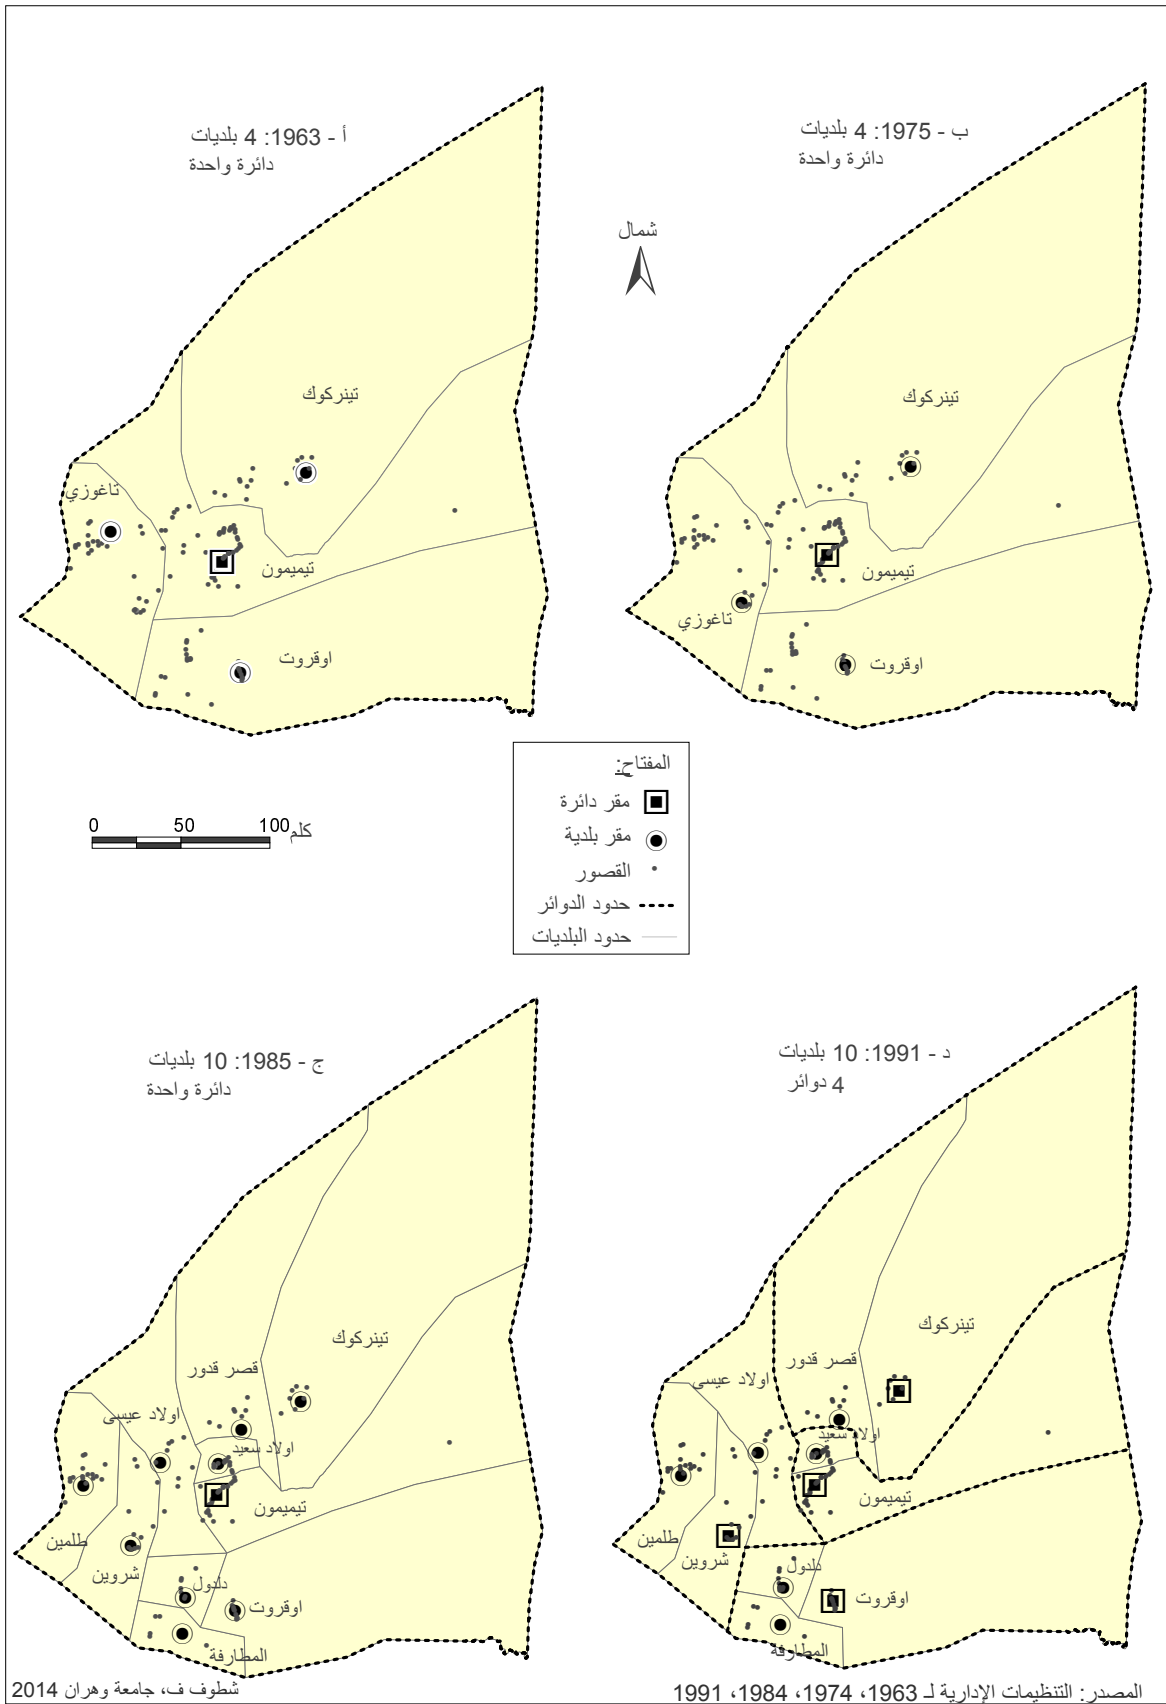 أ - 1963: 4 بلديات
دائرة واحدة
تينركوك
تاغوزي
تيميمون
اوقروت
ب - 1975: 4 بلديات
دائرة واحدة
تينركوك
تيميمون
تاغوزي
اوقروت
شمال
0 50 100 كلم
المفتاح:
مقر دائرة
مقر بلدية
القصور
حدود الدوائر
حدود البلديات
ج - 1985: 10 بلديات
دائرة واحدة
تينركوك
قصر قدور
اولاد عيسى
اولاد سعيد
تيميمون
طلمين
شروين
دلدول
اوقروت
المطارفة
د - 1991: 10 بلديات
4 دوائر
تينركوك
قصر قدور
اولاد عيسى
اولاد سعيد
تيميمون
طلمين
شروين
دلدول
اوقروت
المطارفة
المصدر: التنظيمات الإدارية لـ 1963، 1974، 1984، 1991
شطوف ف، جامعة وهران 2014